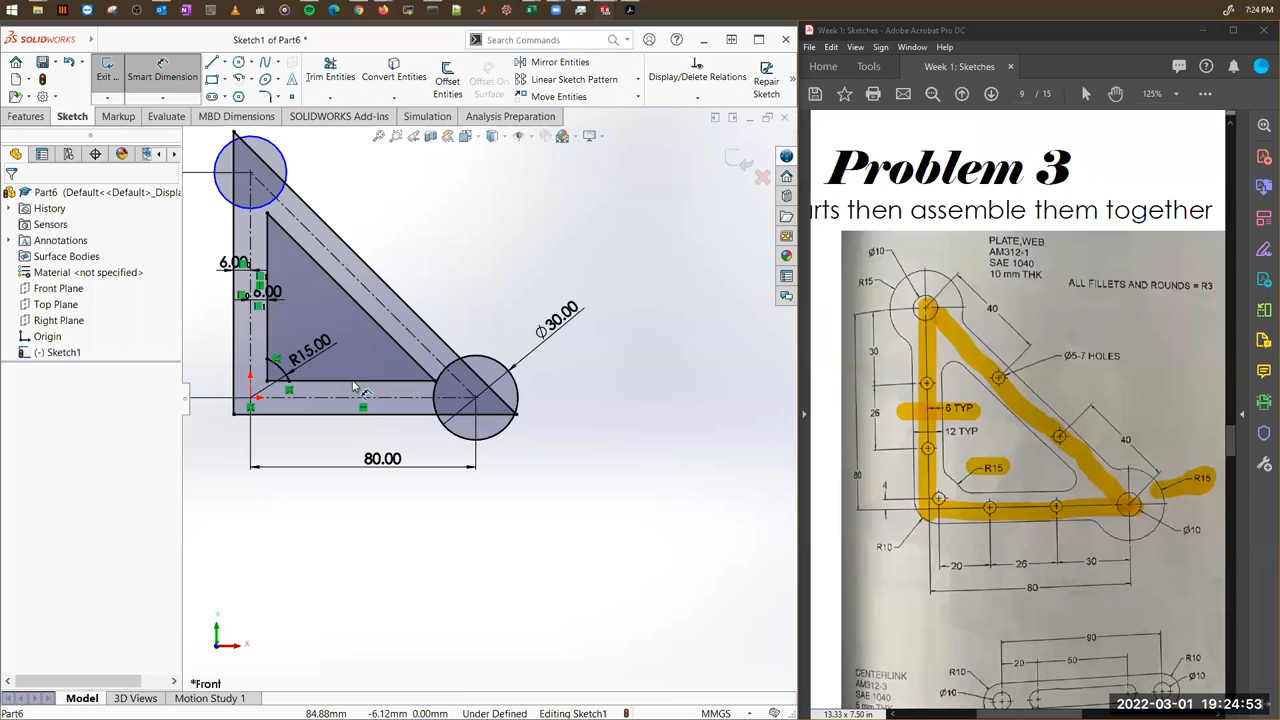 7:24 PM
SOLIDWORKS
Sketch1 of Part6 *
Search Commands
Exit ...
Smart Dimension
Trim Entities
Convert Entities
Offset Entities
Offset On Surface
Mirror Entities
Linear Sketch Pattern
Move Entities
Display/Delete Relations
Repair Sketch
Features
Sketch
Markup
Evaluate
MBD Dimensions
SOLIDWORKS Add-Ins
Simulation
Analysis Preparation
Part6 (Default<<Default>_Displa
History
Sensors
Annotations
Surface Bodies
Material <not specified>
Front Plane
Top Plane
Right Plane
Origin
(-) Sketch1
6.00
6.00
R15.00
Ø30.00
80.00
Y
X
*Front
Model
3D Views
Motion Study 1
Part6
84.88mm
-6.12mm
0.00mm
Under Defined
Editing Sketch1
MMGS
Week 1: Sketches - Adobe Acrobat Pro DC
File
Edit
View
Sign
Window
Help
Home
Tools
Week 1: Sketches
9 / 15
125%
Problem 3
rts then assemble them together
PLATE,WEB
AM312-1
SAE 1040
10 mm THK
ALL FILLETS AND ROUNDS = R3
Ø10
R15
40
30
Ø5-7 HOLES
26
6 TYP
12 TYP
40
80
R15
R15
4
Ø10
R10
20
26
30
80
90
20
50
R10
R10
Ø10
Ø10
CENTERLINK
AM312-3
SAE 1040
13.33 x 7.50 in
2022-03-01 19:24:53